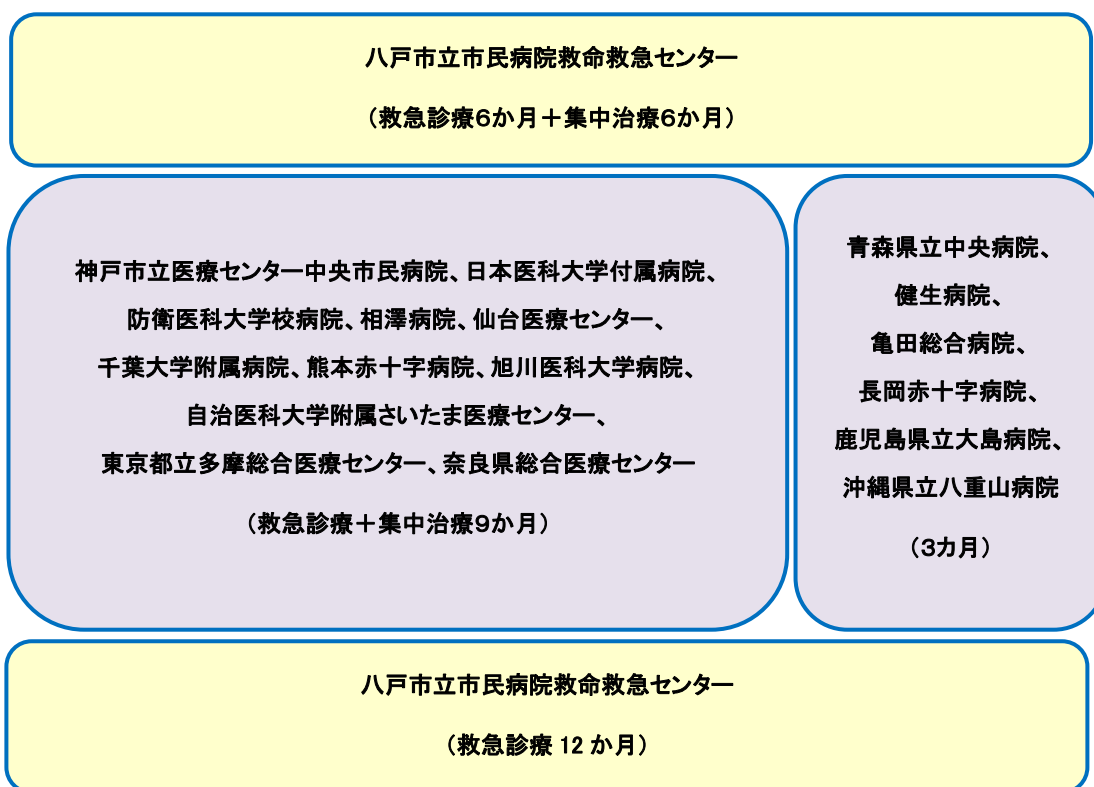 八戸市立市民病院救命救急センター
（救急診療6か月＋集中治療6か月）
神戸市立医療センター中央市民病院、日本医科大学付属病院、
防衛医科大学校病院、相澤病院、仙台医療センター、
千葉大学附属病院、熊本赤十字病院、旭川医科大学病院、
自治医科大学附属さいたま医療センター、
東京都立多摩総合医療センター、奈良県総合医療センター
（救急診療＋集中治療9か月）
青森県立中央病院、
健生病院、
亀田総合病院、
長岡赤十字病院、
鹿児島県立大島病院、
沖縄県立八重山病院
（3カ月）
八戸市立市民病院救命救急センター
（救急診療 12 か月）